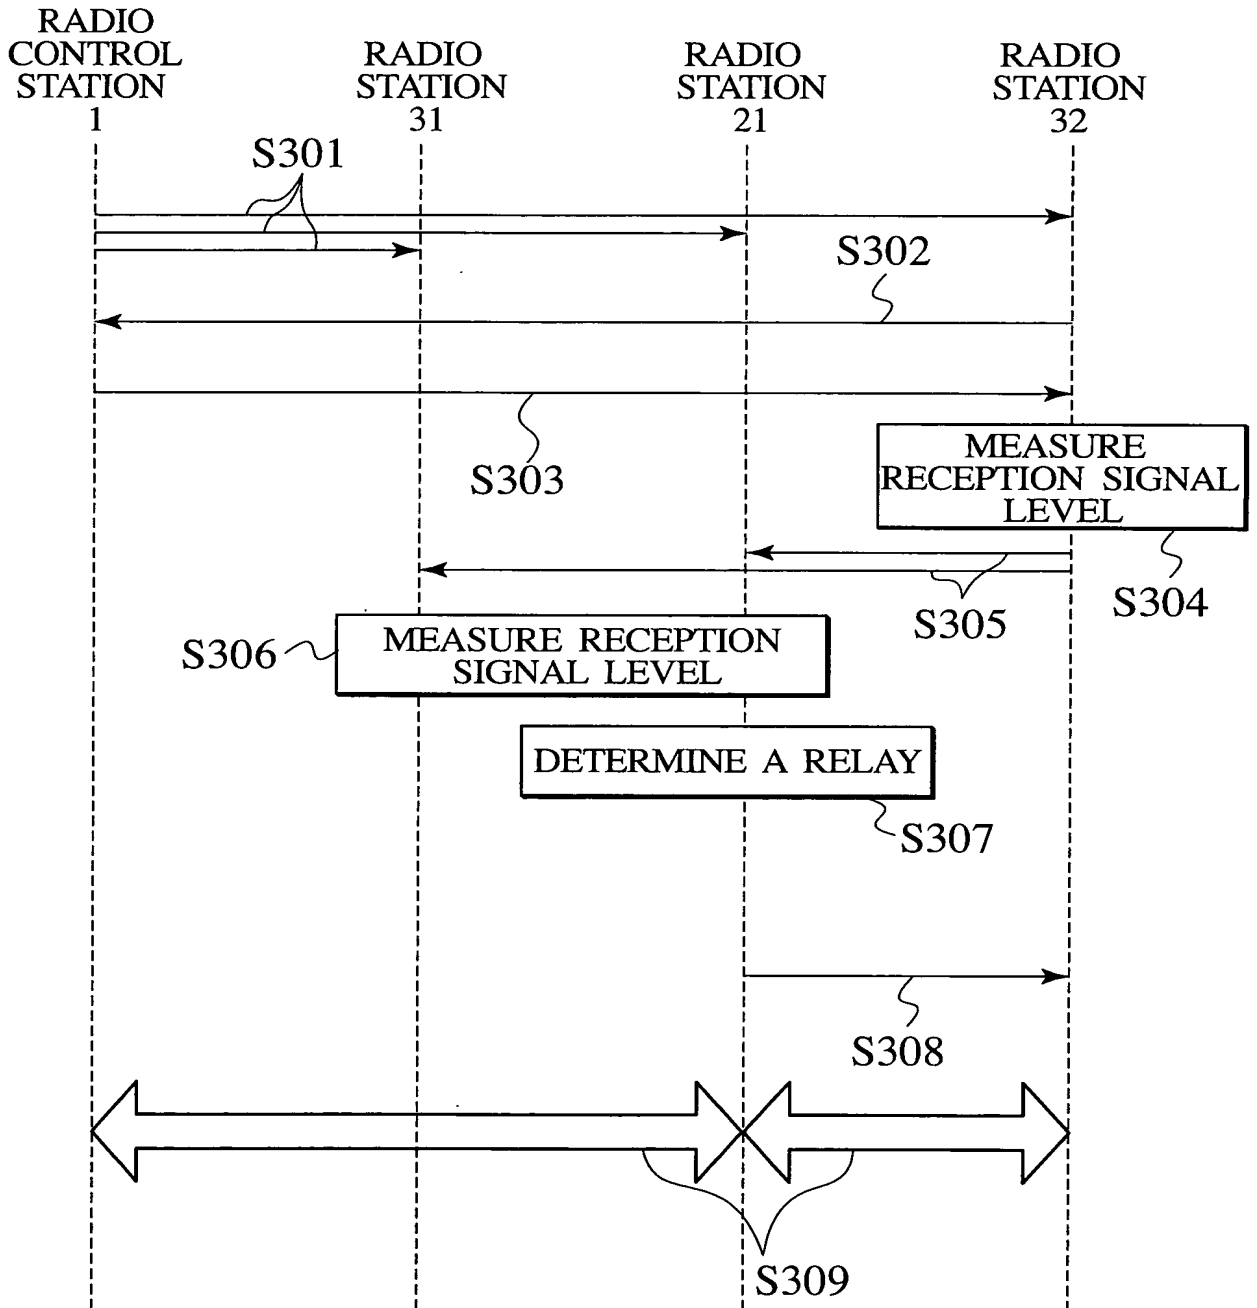 RADIO
CONTROL
STATION
1
RADIO
STATION
31
RADIO
STATION
21
RADIO
STATION
32
S301
S302
S303
MEASURE
RECEPTION SIGNAL
LEVEL
S304
S305
S306
MEASURE RECEPTION
SIGNAL LEVEL
DETERMINE A RELAY
S307
S308
S309